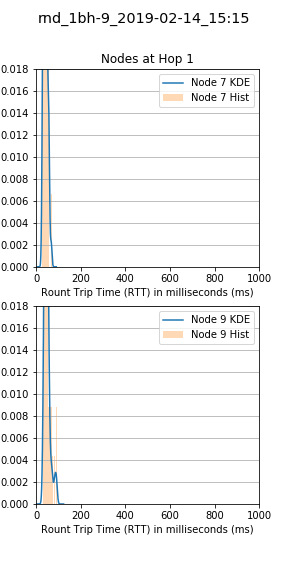 rnd_1bh-9_2019-02-14_15:15
Nodes at Hop 1
0.018
0.016
0.014
0.012
0.010
0.008
0.006
0.004
0.002
0.000
Node 7 KDE
Node 7 Hist
0 200 400 600 800 1000
Rount Trip Time (RTT) in milliseconds (ms)
0.018
0.016
0.014
0.012
0.010
0.008
0.006
0.004
0.002
0.000
Node 9 KDE
Node 9 Hist
0 200 400 600 800 1000
Rount Trip Time (RTT) in milliseconds (ms)